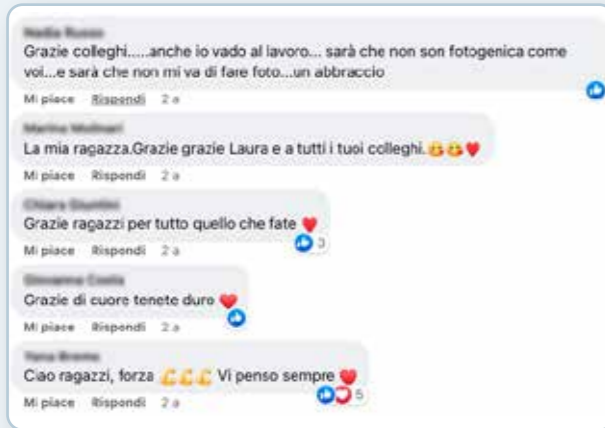 Grazie colleghi.....anche io vado al lavoro... sarà che non son fotogenica come
voi...e sarà che non mi va di fare foto...un abbraccio
Mi piace Rispondi 2 a
La mia ragazza.Grazie grazie Laura e a tutti i tuoi colleghi.😘😘❤️
Mi piace Rispondi 2 a
Grazie ragazzi per tutto quello che fate ❤️
3
Mi piace Rispondi 2 a
Grazie di cuore tenete duro ❤️
Mi piace Rispondi 2 a
Ciao ragazzi, forza 💪💪💪 Vi penso sempre ❤️
5
Mi piace Rispondi 2 a